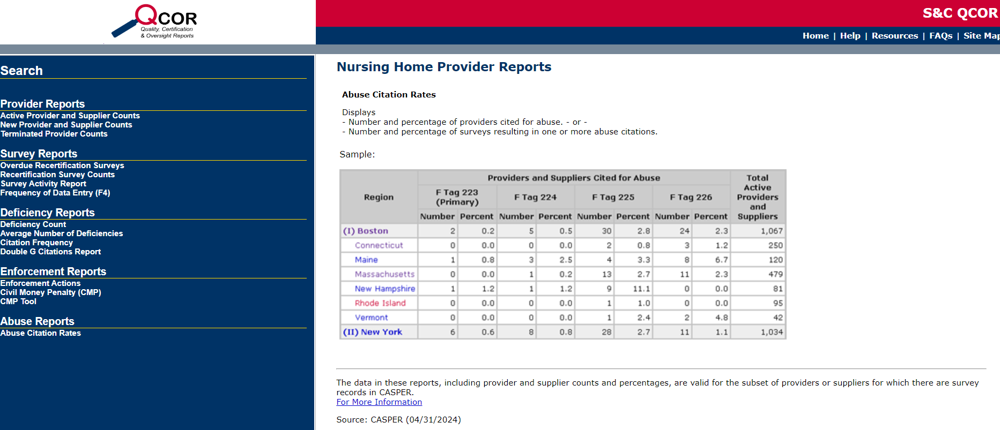 QCOR
Quality, Certification
& Oversight Reports
S&C QCOR
Home | Help | Resources | FAQs | Site Map
Search
Provider Reports
Active Provider and Supplier Counts
New Provider and Supplier Counts
Terminated Provider Counts
Survey Reports
Overdue Recertification Surveys
Recertification Survey Counts
Survey Activity Report
Frequency of Data Entry (F4)
Deficiency Reports
Deficiency Count
Average Number of Deficiencies
Citation Frequency
Double G Citations Report
Enforcement Reports
Enforcement Actions
Civil Money Penalty (CMP)
CMP Tool
Abuse Reports
Abuse Citation Rates
Nursing Home Provider Reports
Abuse Citation Rates
Displays
- Number and percentage of providers cited for abuse. - or -
- Number and percentage of surveys resulting in one or more abuse citations.
Sample:
Region
Providers and Suppliers Cited for Abuse
Total
Active
Providers
and
Suppliers
F Tag 223
(Primary)
F Tag 224
F Tag 225
F Tag 226
Number Percent Number Percent Number Percent Number Percent
(I) Boston 2 0.2 5 0.5 30 2.8 24 2.3 1,067
Connecticut 0 0.0 0 0.0 2 0.8 3 1.2 250
Maine 1 0.8 3 2.5 4 3.3 8 6.7 120
Massachusetts 0 0.0 1 0.2 13 2.7 11 2.3 479
New Hampshire 1 1.2 1 1.2 9 11.1 0 0.0 81
Rhode Island 0 0.0 0 0.0 1 1.0 0 0.0 95
Vermont 0 0.0 0 0.0 1 2.4 2 4.8 42
(II) New York 6 0.6 8 0.8 28 2.7 11 1.1 1,034
The data in these reports, including provider and supplier counts and percentages, are valid for the subset of providers or suppliers for which there are survey
records in CASPER.
For More Information
Source: CASPER (04/31/2024)